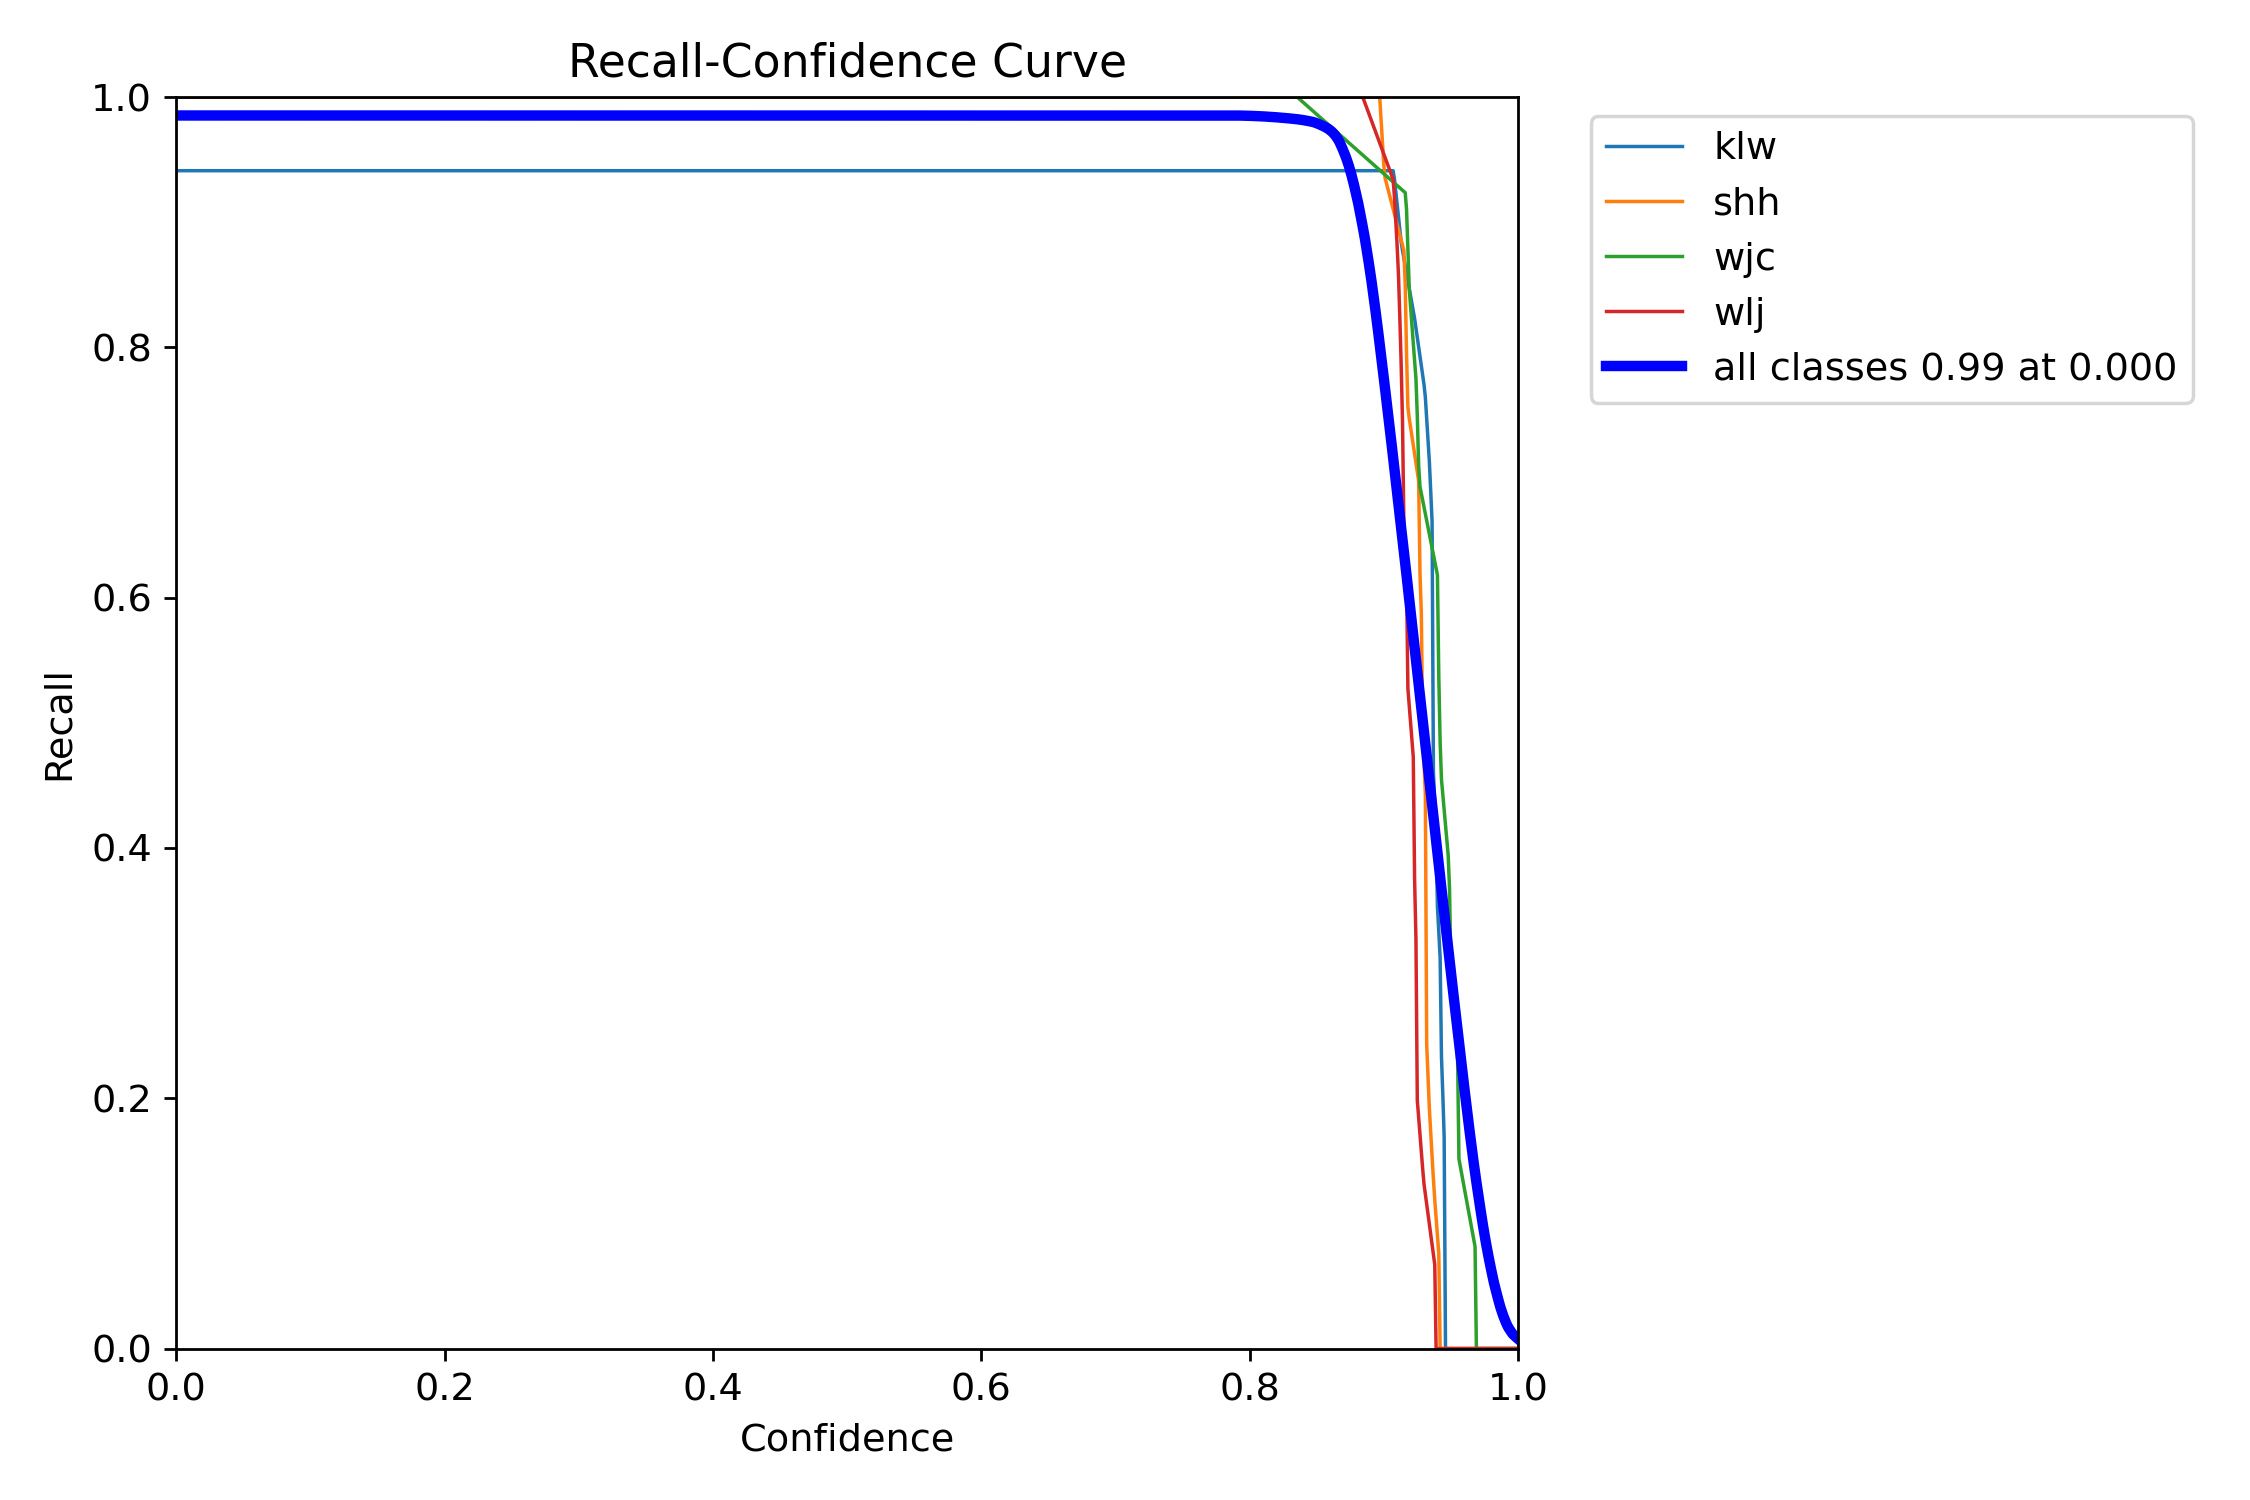 Recall-Confidence Curve
1.0
0.8
0.6
0.4
0.2
0.0
Recall
0.0 0.2 0.4 0.6 0.8 1.0
Confidence
klw
shh
wjc
wlj
all classes 0.99 at 0.000